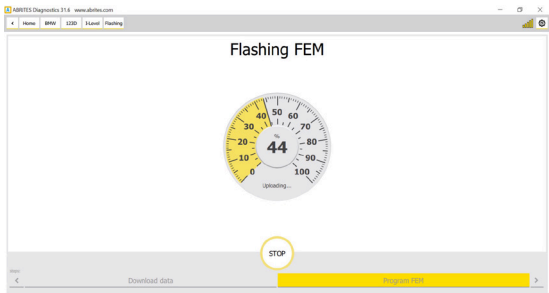 ABRITES Diagnostics 31.6 www.abrites.com
Home BMW 123D I-Level Flashing
Flashing FEM
0 10 20 30 40 50 60 70 80 90 100
%
44
Uploading...
STOP
Download data Program FEM